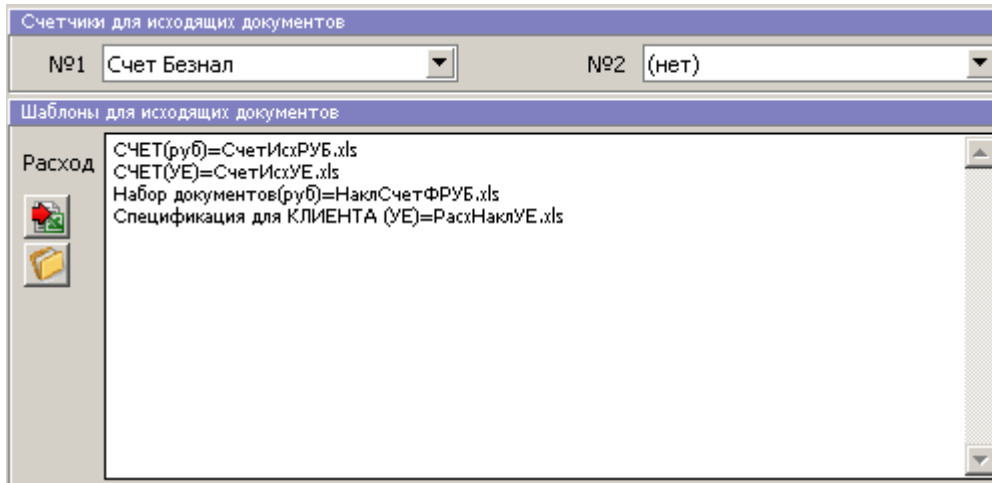 Счетчики для исходящих документов
№1 Счет Безнал №2 (нет)
Шаблоны для исходящих документов
Расход
СЧЕТ(руб)=СчетИсхРУБ.xls
СЧЕТ(УЕ)=СчетИсхУЕ.xls
Набор документов(руб)=НаклСчетФРУБ.xls
Спецификация для КЛИЕНТА (УЕ)=РасхНаклУЕ.xls